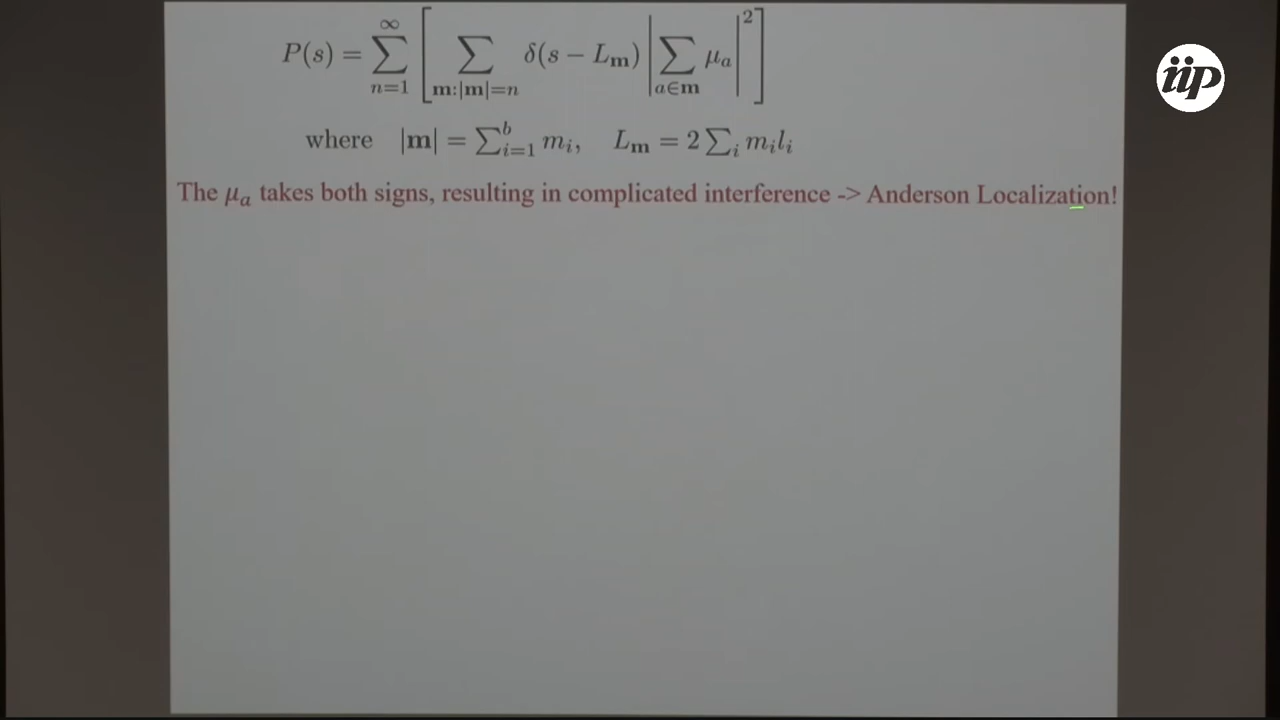 P(s) = \sum_{n=1}^{\infty} \left[ \sum_{\mathbf{m}:|\mathbf{m}|=n} \delta(s - L_{\mathbf{m}}) \left| \sum_{a \in \mathbf{m}} \mu_a \right|^2 \right]
where |\mathbf{m}| = \sum_{i=1}^{b} m_i, L_{\mathbf{m}} = 2 \sum_i m_i l_i
The μ_a takes both signs, resulting in complicated interference -> Anderson Localization!
iip